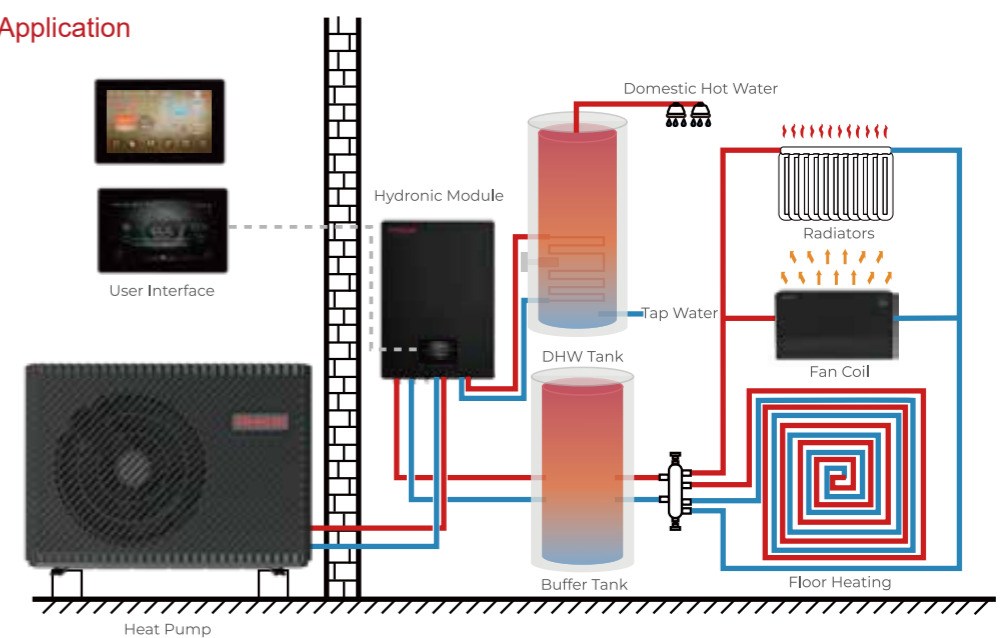 Application
Domestic Hot Water
Hydronic Module
Radiators
User Interface
Tap Water
DHW Tank
Fan Coil
Buffer Tank
Floor Heating
Heat Pump